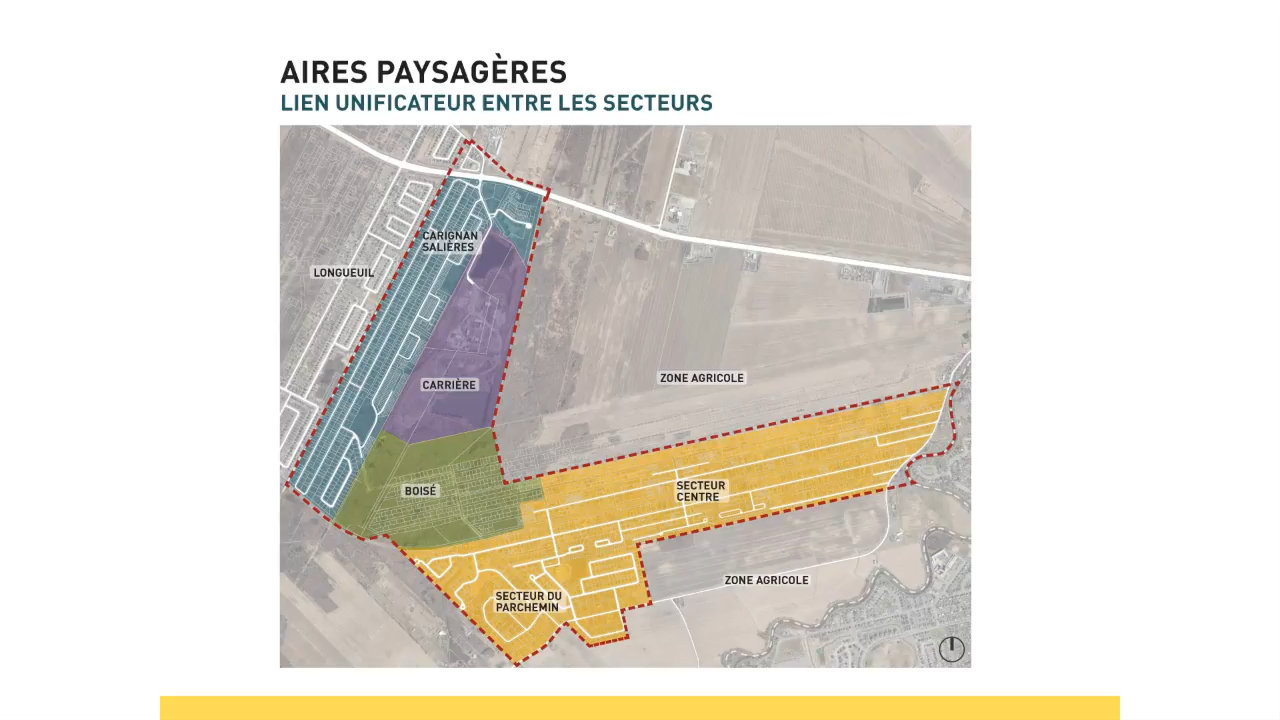 AIRES PAYSAGÈRES
LIEN UNIFICATEUR ENTRE LES SECTEURS
CARIGNAN
SALIÈRES
LONGUEUIL
CARRIÈRE
ZONE AGRICOLE
BOISÉ
SECTEUR
CENTRE
ZONE AGRICOLE
SECTEUR DU
PARCHEMIN